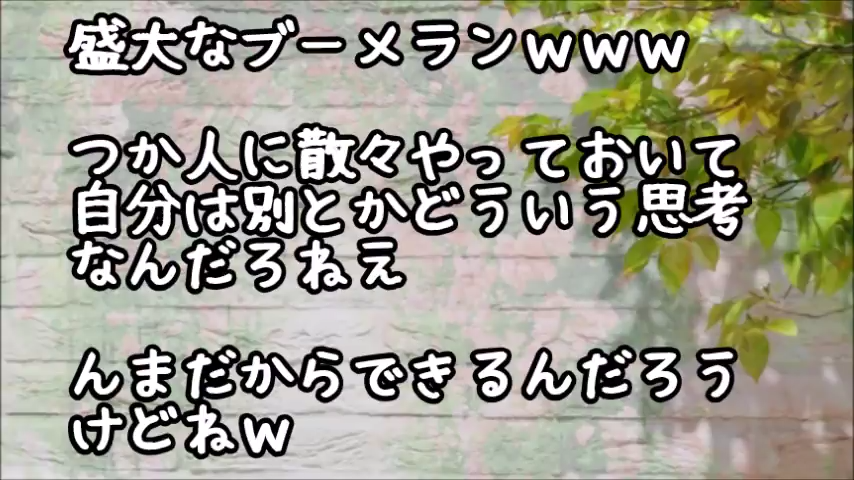 盛大なブーメランｗｗｗ
つか人に散々やっておいて
自分は別とかどういう思考
なんだろねえ
んまだからできるんだろう
けどねｗ